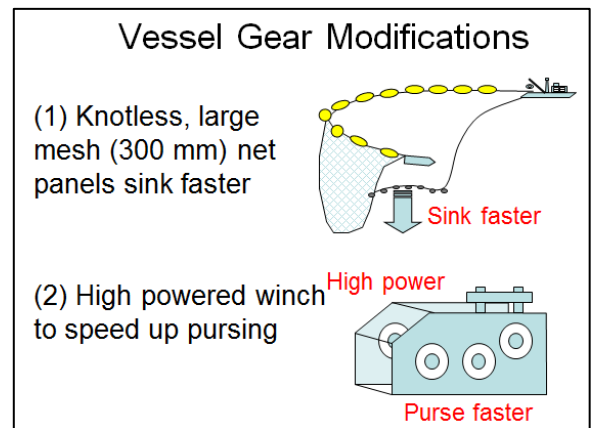 Vessel Gear Modifications
(1) Knotless, large
mesh (300 mm) net
panels sink faster
Sink faster
(2) High powered winch
to speed up pursing
High power
Purse faster